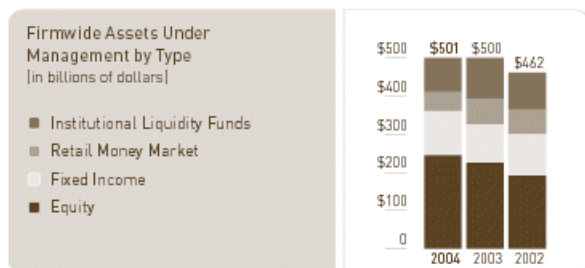 Firmwide Assets Under
Management by Type
[in billions of dollars]
Institutional Liquidity Funds
Retail Money Market
Fixed Income
Equity
$500
$400
$300
$200
$100
0
$501
$500
$462
2004
2003
2002